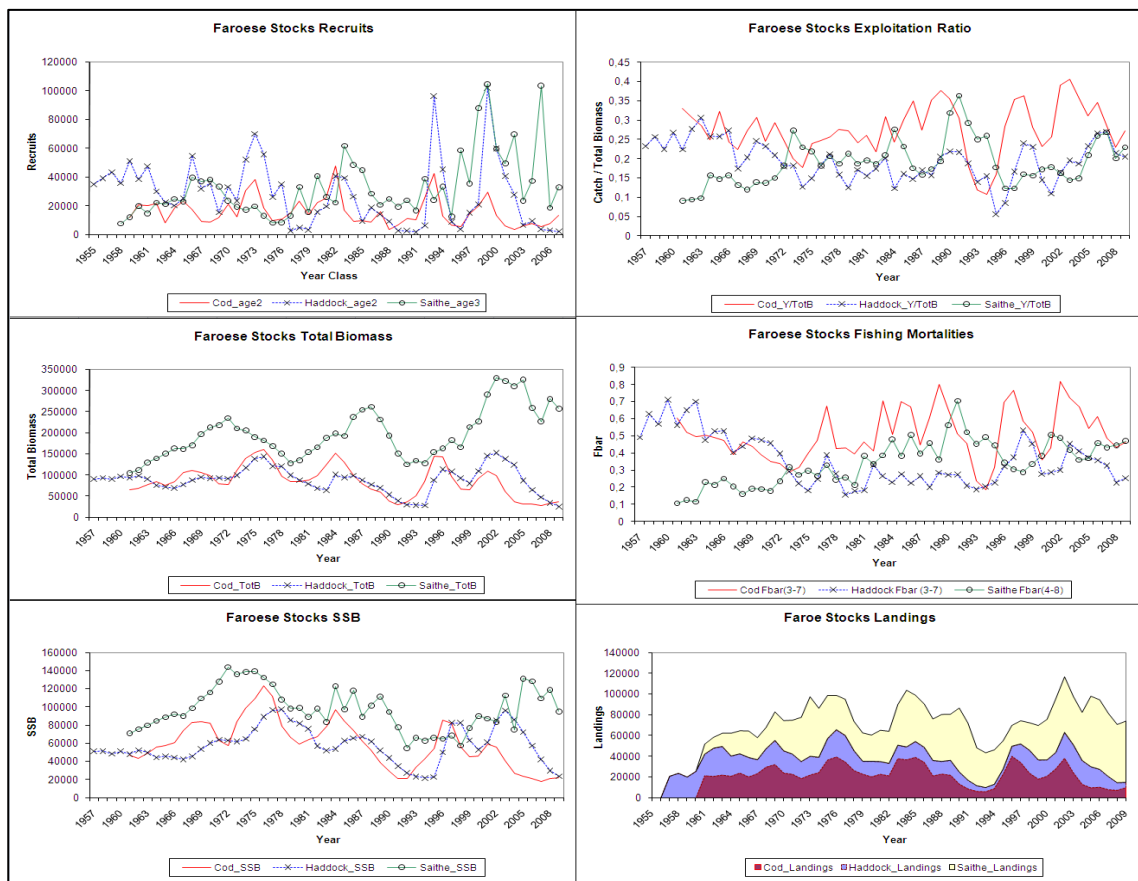 Faroese Stocks Recruits
Recruits
120000
100000
80000
60000
40000
20000
0
1955 1958 1961 1964 1967 1970 1973 1976 1979 1982 1985 1988 1991 1994 1997 2000 2003 2006
Year Class
Cod_age2 Haddock_age2 Saithe_age3
Faroese Stocks Exploitation Ratio
Catch / Total Biomass
0,45
0,4
0,35
0,3
0,25
0,2
0,15
0,1
0,05
0
1957 1960 1963 1966 1969 1972 1975 1978 1981 1984 1987 1990 1993 1996 1999 2002 2005 2008
Year
Cod_Y/TotB Haddock_Y/TotB Saithe_Y/TotB
Faroese Stocks Total Biomass
Total Biomass
350000
300000
250000
200000
150000
100000
50000
0
1957 1960 1963 1966 1969 1972 1975 1978 1981 1984 1987 1990 1993 1996 1999 2002 2005 2008
Year
Cod_TotB Haddock_TotB Saithe_TotB
Faroese Stocks Fishing Mortalities
Fbar
0,9
0,8
0,7
0,6
0,5
0,4
0,3
0,2
0,1
0
1957 1960 1963 1966 1969 1972 1975 1978 1981 1984 1987 1990 1993 1996 1999 2002 2005 2008
Year
Cod Fbar(3-7) Haddock Fbar (3-7) Saithe Fbar(4-8)
Faroese Stocks SSB
SSB
160000
140000
120000
100000
80000
60000
40000
20000
0
1957 1960 1963 1966 1969 1972 1975 1978 1981 1984 1987 1990 1993 1996 1999 2002 2005 2008
Year
Cod_SSB Haddock_SSB Saithe_SSB
Faroe Stocks Landings
Landings
140000
120000
100000
80000
60000
40000
20000
0
1955 1958 1961 1964 1967 1970 1973 1976 1979 1982 1985 1988 1991 1994 1997 2000 2003 2006 2009
Year
Cod_Landings Haddock_Landings Saithe_Landings